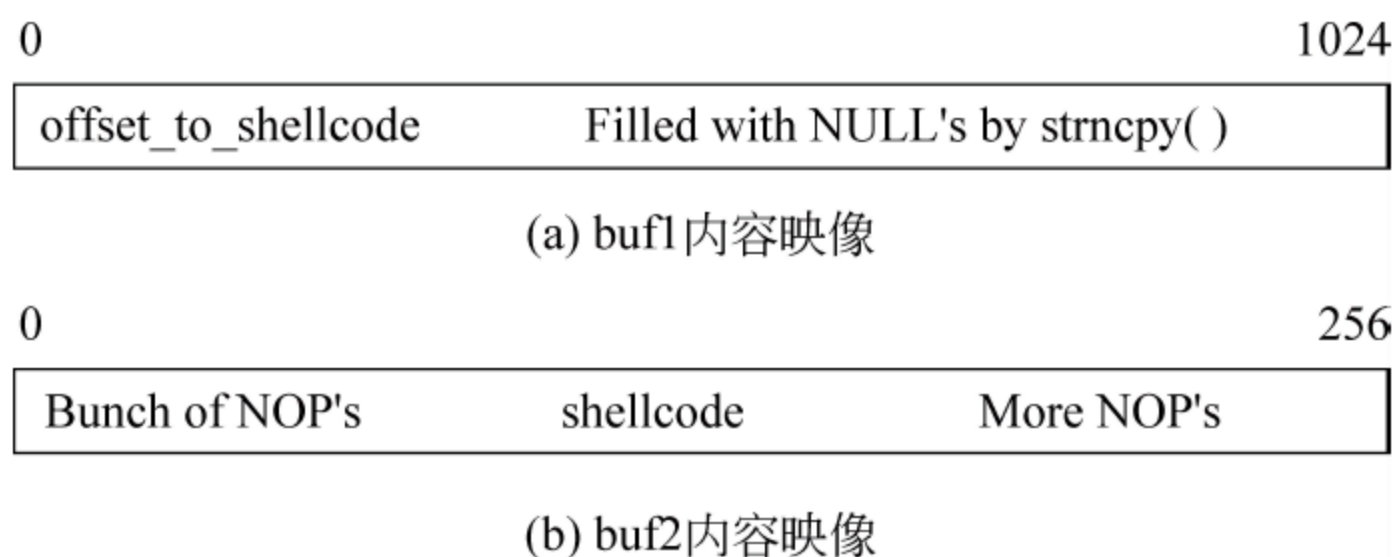 0 1024
offset_to_shellcode Filled with NULL's by strncpy( )
(a) buf1内容映像
0 256
Bunch of NOP's shellcode More NOP's
(b) buf2内容映像